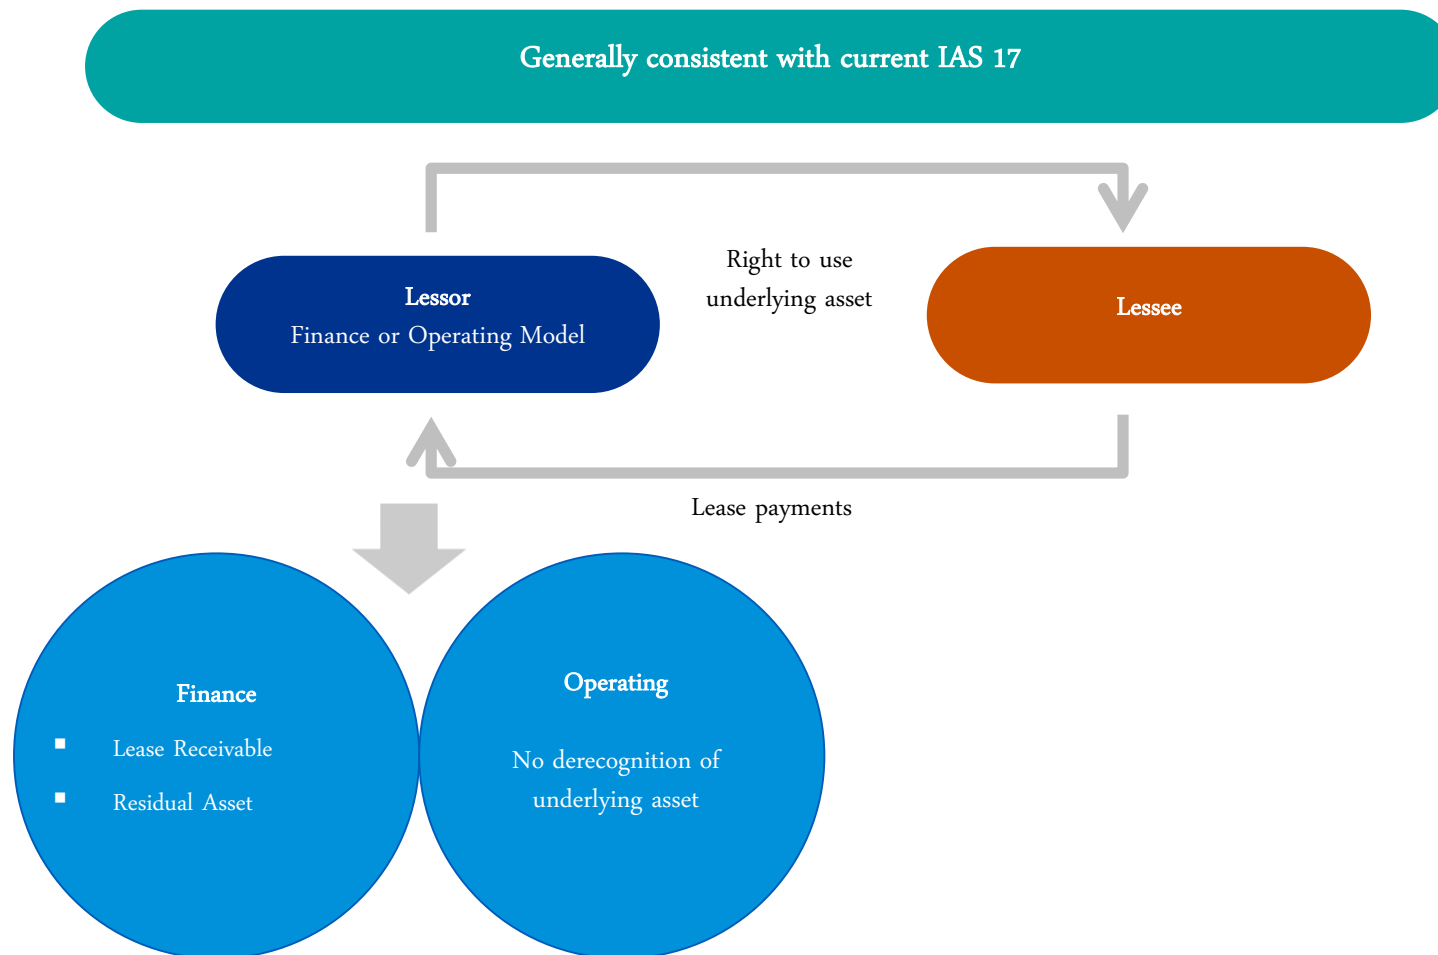 Generally consistent with current IAS 17
Right to use
underlying asset
Lessor
Finance or Operating Model
Lessee
Lease payments
Finance
▪ Lease Receivable
▪ Residual Asset
Operating
No derecognition of
underlying asset